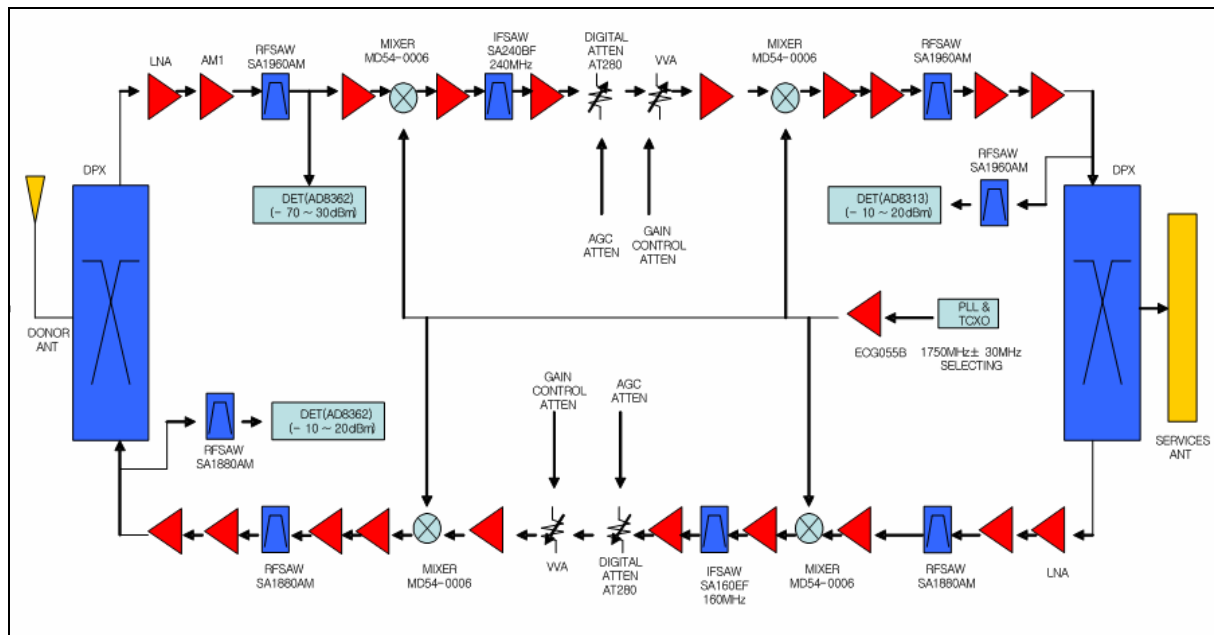 LNA
AM1
RFSAW
SA1960AM
MIXER
MD54-0006
IFSAW
SA240BF
240MHz
DIGITAL
ATTEN
AT280
VVA
MIXER
MD54-0006
RFSAW
SA1960AM
DPX
DET(AD8362)
(- 70 ~ 30dBm)
AGC
ATTEN
GAIN
CONTROL
ATTEN
DET(AD8313)
(- 10 ~ 20dBm)
RFSAW
SA1960AM
DPX
DONOR
ANT
ECG055B
PLL &
TCXO
1750MHz± 30MHz
SELECTING
RFSAW
SA1880AM
DET(AD8362)
(- 10 ~ 20dBm)
GAIN
CONTROL
ATTEN
AGC
ATTEN
SERVICES
ANT
RFSAW
SA1880AM
MIXER
MD54-0006
VVA
DIGITAL
ATTEN
AT280
IFSAW
SA160EF
160MHz
MIXER
MD54-0006
RFSAW
SA1880AM
LNA